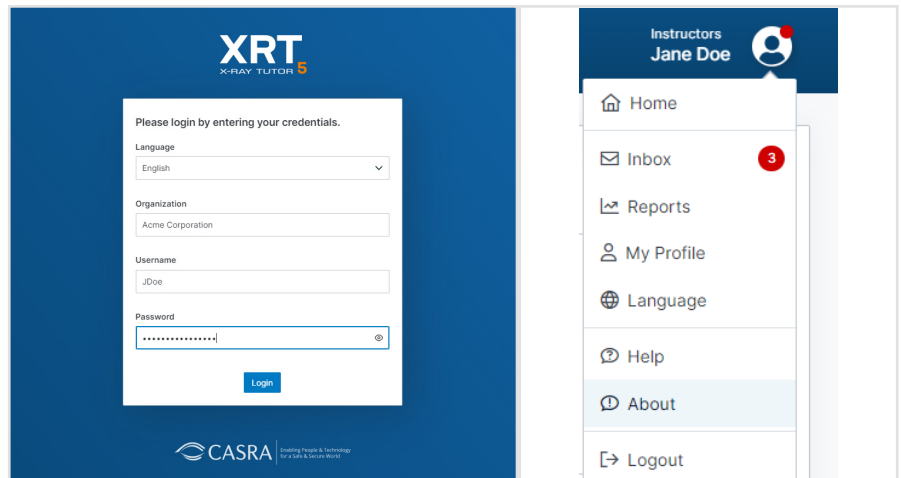 XRT
X-RAY TUTOR 5
Please login by entering your credentials.
Language
English
Organization
Acme Corporation
Username
JDoe
Password
••••••••••••••••
Login
CASRA
Enabling People & Technology
for a Safe & Secure World
Instructors
Jane Doe
Home
Inbox 3
Reports
My Profile
Language
Help
About
Logout